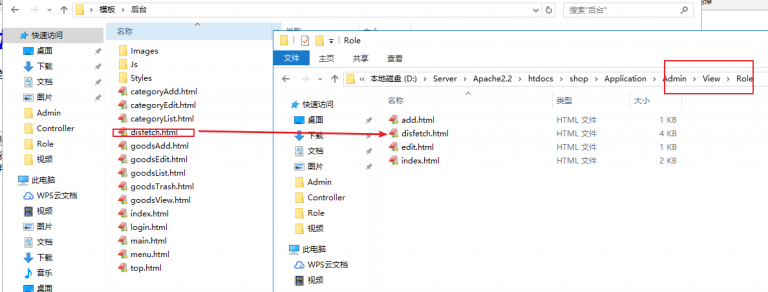 模板 › 后台
快速访问
桌面
下载
文档
图片
Admin
Controller
Role
视频
此电脑
WPS云文档
视频
图片
文档
下载
音乐
桌面
名称
Images
Js
Styles
categoryAdd.html
categoryEdit.html
categoryList.html
disfetch.html
goodsAdd.html
goodsEdit.html
goodsList.html
goodsTrash.html
goodsView.html
index.html
login.html
main.html
menu.html
top.html
搜索"后台"
Role
文件 主页 共享 查看
« 本地磁盘 (D:) › Server › Apache2.2 › htdocs › shop › Application › Admin › View › Role
快速访问
桌面
下载
文档
图片
Admin
Controller
Role
视频
此电脑
WPS云文档
视频
名称 类型 大小
add.html HTML 文件 1 KB
disfetch.html HTML 文件 4 KB
edit.html HTML 文件 1 KB
index.html HTML 文件 2 KB